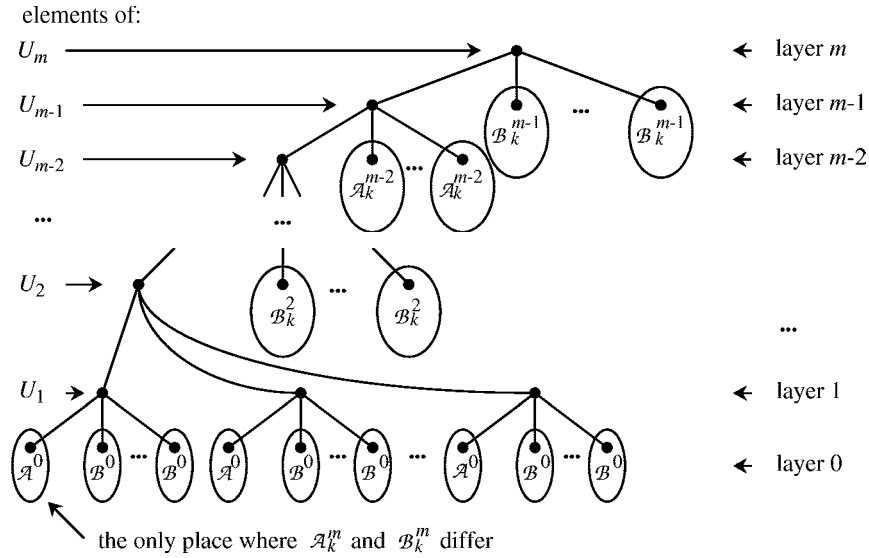 elements of:
U_m layer m
U_{m-1} layer m-1
ℬ_k^{m-1} ... ℬ_k^{m-1}
U_{m-2} layer m-2
𝒜_k^{m-2} ... 𝒜_k^{m-2}
... ...
U_2 ...
ℬ_k^2 ℬ_k^2
...
U_1 layer 1
𝒜^0 ℬ^0 ... ℬ^0 𝒜^0 ℬ^0 ... ℬ^0 ... 𝒜^0 ℬ^0 ... ℬ^0 layer 0
the only place where 𝒜_k^m and ℬ_k^m differ